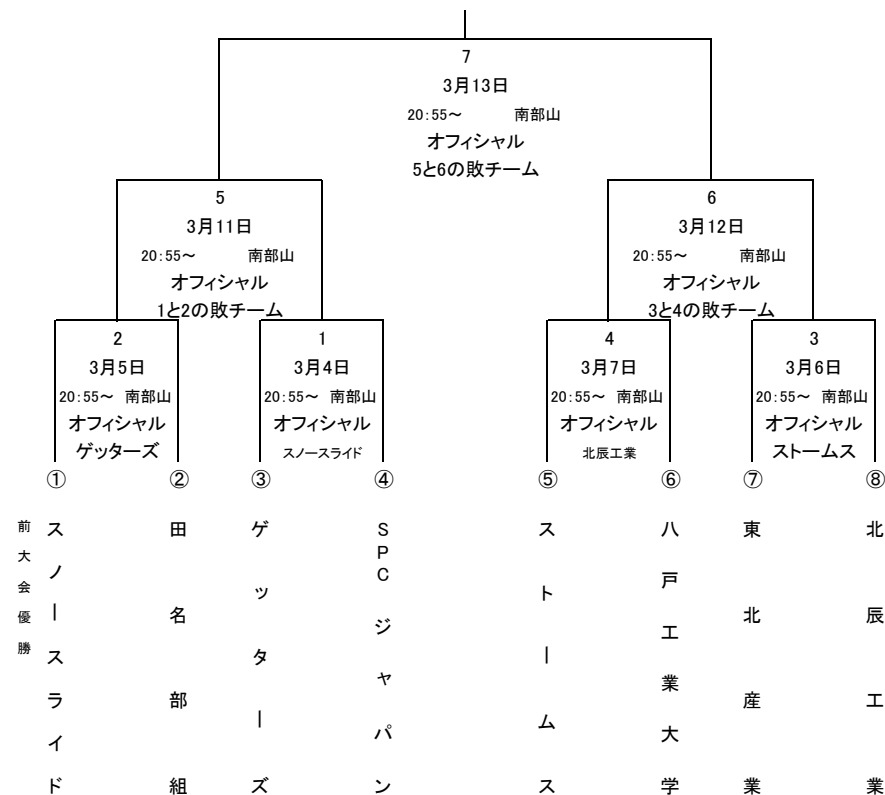 7
3月13日
20:55～ 南部山
オフィシャル
5と6の敗チーム
5
3月11日
20:55～ 南部山
オフィシャル
1と2の敗チーム
6
3月12日
20:55～ 南部山
オフィシャル
3と4の敗チーム
2
3月5日
20:55～ 南部山
オフィシャル
ゲッターズ
1
3月4日
20:55～ 南部山
オフィシャル
スノースライド
4
3月7日
20:55～ 南部山
オフィシャル
北辰工業
3
3月6日
20:55～ 南部山
オフィシャル
ストームス
① ② ③ ④ ⑤ ⑥ ⑦ ⑧
前大会優勝
スノースライド
田名部組
ゲッターズ
SPCジャパン
ストームス
八戸工業大学
東北産業
北辰工業